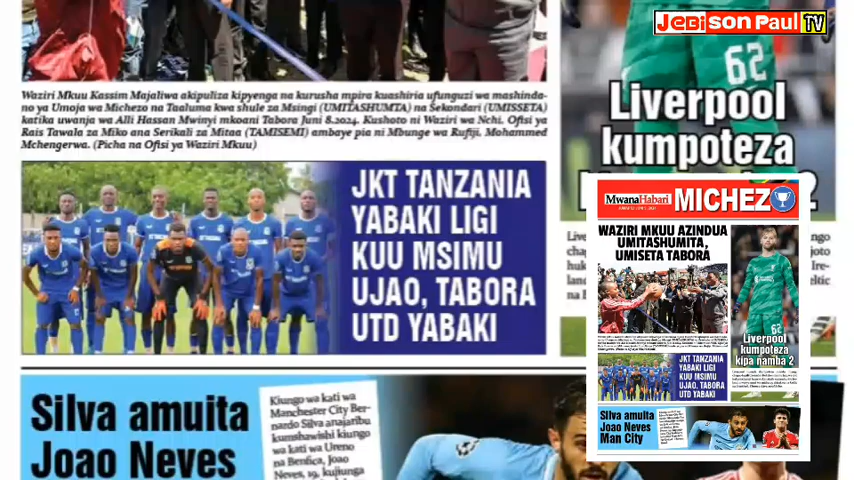 JEBISON PAUL TV
Waziri Mkuu Kassim Majaliwa akipuliza kipyenga na kurusha mpira kuashiria ufunguzi wa mashinda-
no ya Umoja wa Michezo na Taaluma kwa shule za Msingi (UMITASHUMTA) na Sekondari (UMISSETA)
katika uwanja wa Alli Hassan Mwinyi mkoani Tabora Juni 8.2024. Kushoto ni Waziri wa Nchi, Ofisi ya
Rais Tawala za Miko ana Serikali za Mitaa (TAMISEMI) ambaye pia ni Mbunge wa Rufiji, Mohammed
Mchengerwa. (Picha na Ofisi ya Waziri Mkuu)
62
Liverpool
kumpoteza
JKT TANZANIA
YABAKI LIGI
KUU MSIMU
UJAO, TABORA
UTD YABAKI
Silva amuita
Joao Neves
Kiungo wa kati wa
Manchester City Ber-
nardo Silva anajaribu
kumshawishi kiungo
wa kati wa Ureno
na Benfica, Joao
Neves, 19, kujiunga
MwanaHabari
MICHEZO
WAZIRI MKUU AZINDUA
UMITASHUMITA,
UMISETA TABORA
62
Liverpool
kumpoteza
kipa namba 2
JKT TANZANIA
YABAKI LIGI
KUU MSIMU
UJAO, TABORA
UTD YABAKI
Silva amuita
Joao Neves
Man City